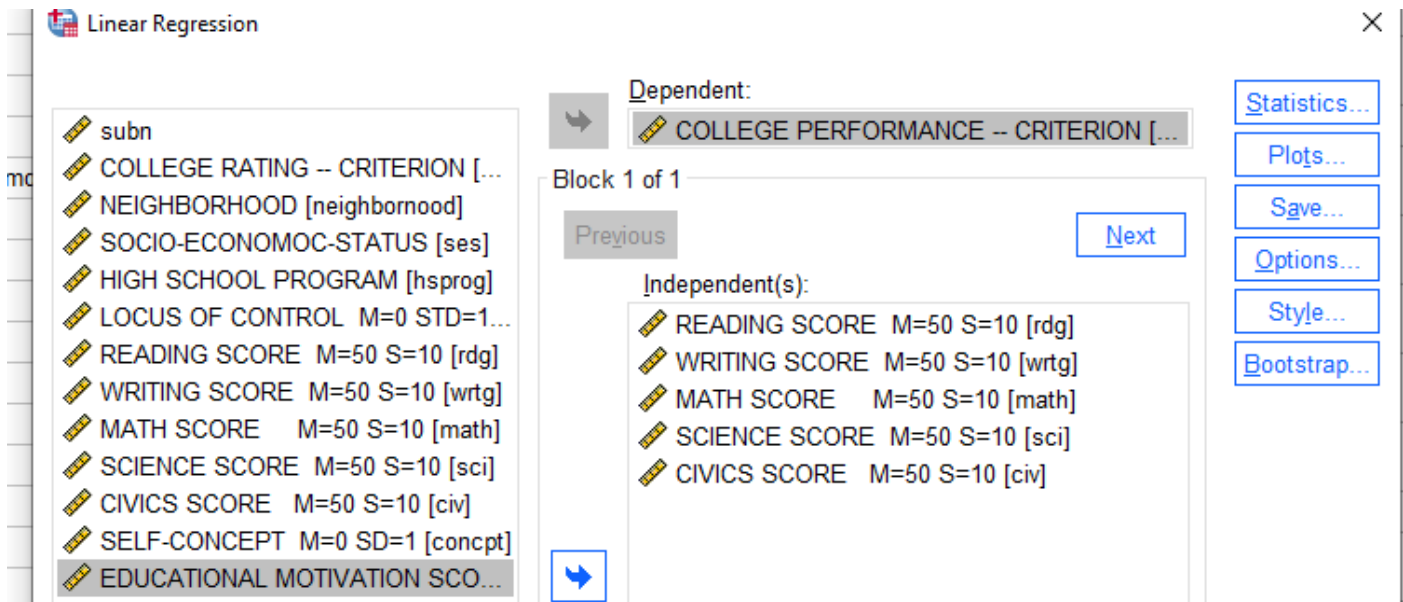 Linear Regression
subn
COLLEGE RATING -- CRITERION [...
NEIGHBORHOOD [neighbornood]
SOCIO-ECONOMOC-STATUS [ses]
HIGH SCHOOL PROGRAM [hsprog]
LOCUS OF CONTROL M=0 STD=1...
READING SCORE M=50 S=10 [rdg]
WRITING SCORE M=50 S=10 [wrtg]
MATH SCORE M=50 S=10 [math]
SCIENCE SCORE M=50 S=10 [sci]
CIVICS SCORE M=50 S=10 [civ]
SELF-CONCEPT M=0 SD=1 [concpt]
EDUCATIONAL MOTIVATION SCO...
Dependent:
COLLEGE PERFORMANCE -- CRITERION [...
Block 1 of 1
Previous
Next
Independent(s):
READING SCORE M=50 S=10 [rdg]
WRITING SCORE M=50 S=10 [wrtg]
MATH SCORE M=50 S=10 [math]
SCIENCE SCORE M=50 S=10 [sci]
CIVICS SCORE M=50 S=10 [civ]
Statistics...
Plots...
Save...
Options...
Style...
Bootstrap...